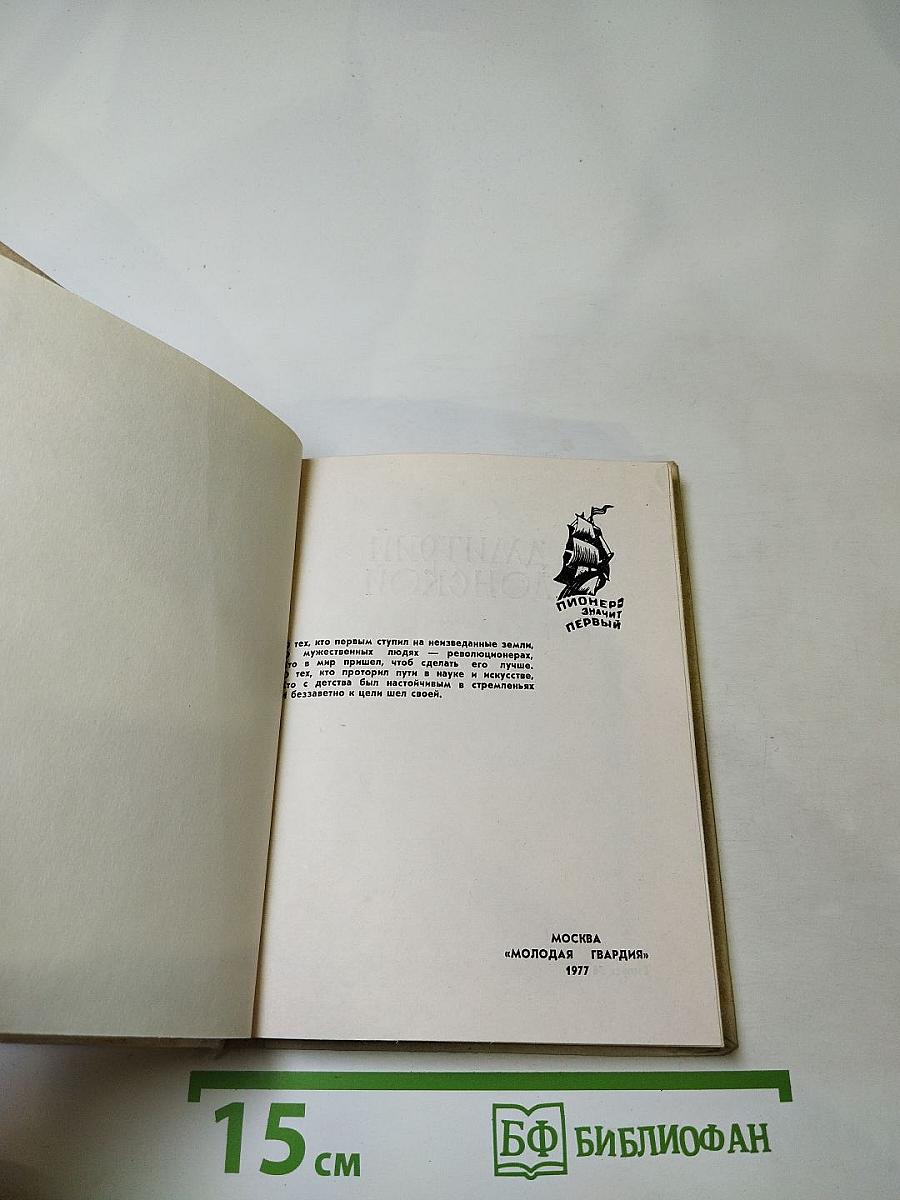 ПИОНЕР
ЗНАЧИТ
ПЕРВЫЙ
тех, кто первым ступил на неизведанные земли,
мужественных людях — революционерах,
в мир пришел, чтоб сделать его лучше.
тех, кто проторил пути в науке и искусстве,
с детства был настойчивым в стремленьях
и беззаветно к цели шел своей.
МОСКВА
«МОЛОДАЯ ГВАРДИЯ»
1977
15 см
БФ БИБЛИОФАН